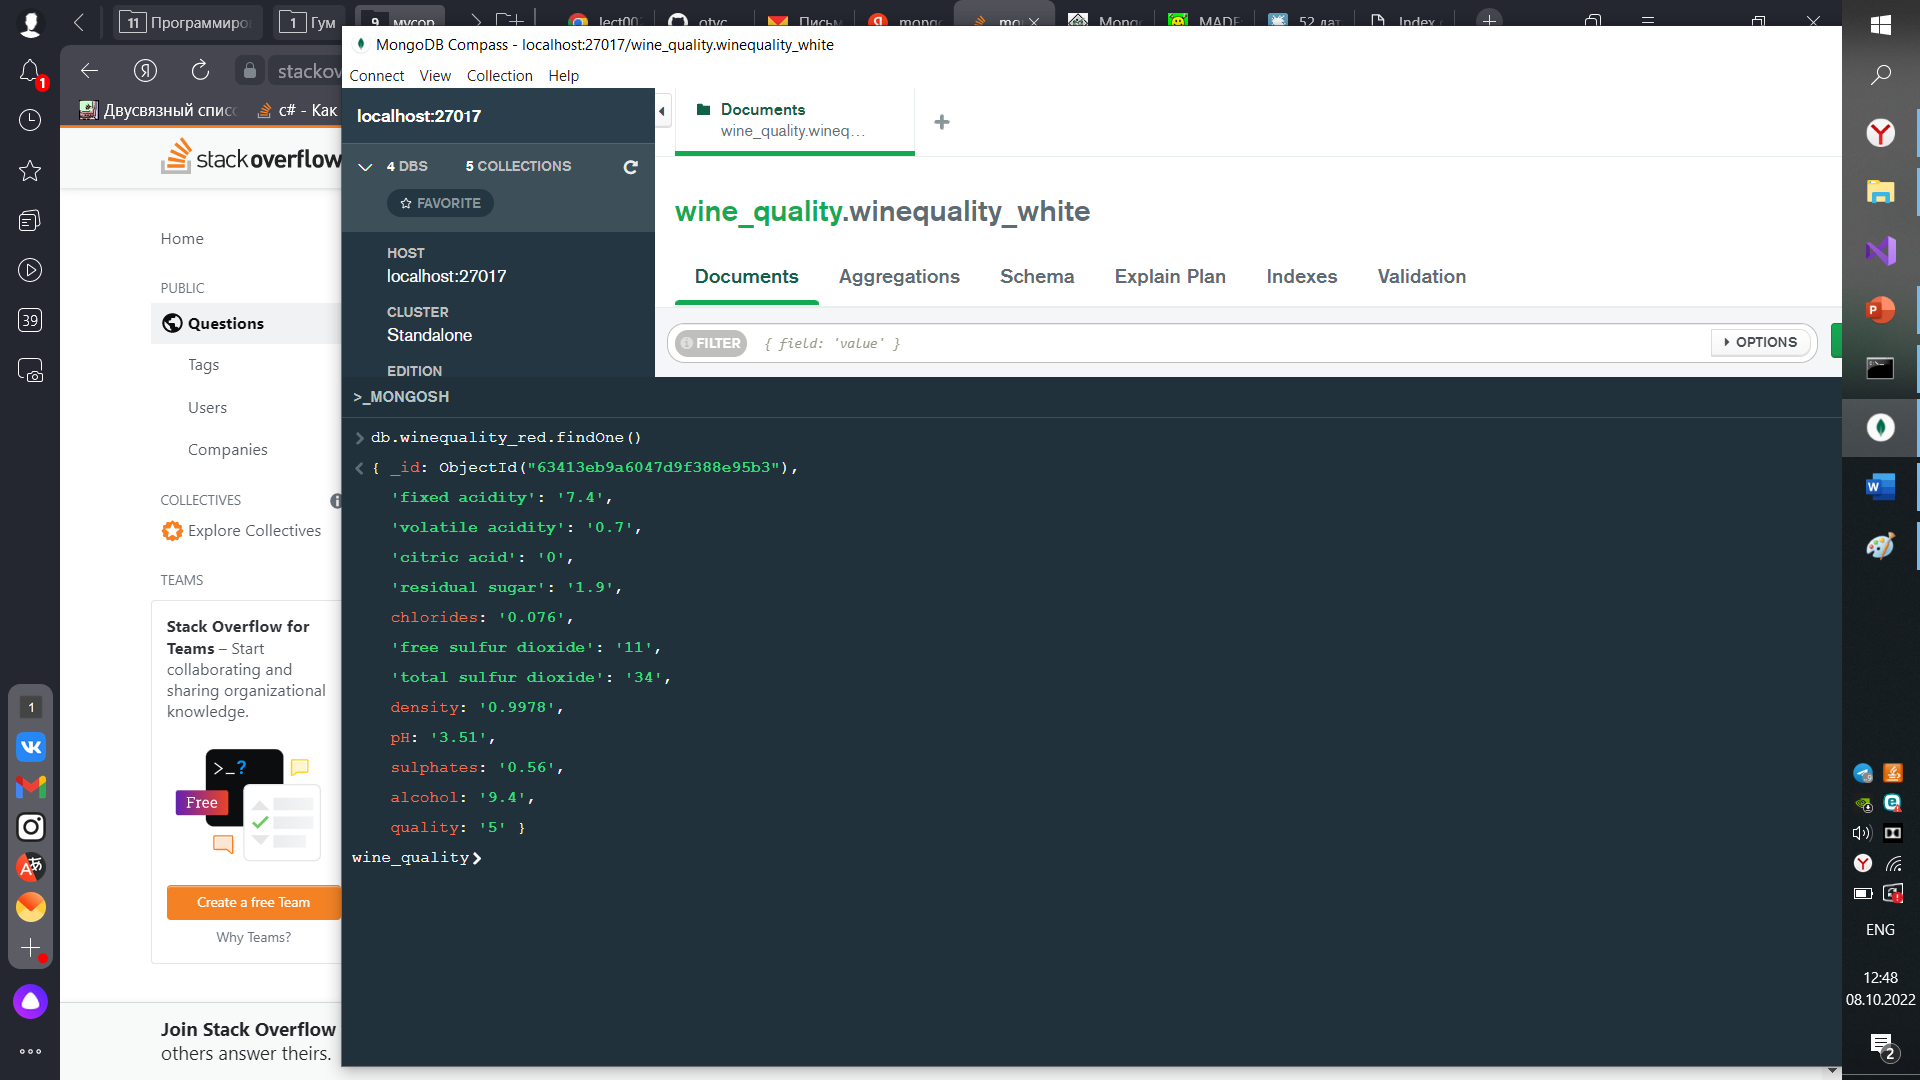 11 Программиро
1 Гум
9 мусор
lect00
otus
Письм
mong
Mong
MADE
52 дат
Index
stackov
Двусвязный списо
c# - Как
MongoDB Compass - localhost:27017/wine_quality.winequality_white
Connect View Collection Help
localhost:27017
4 DBS 5 COLLECTIONS
FAVORITE
HOST
localhost:27017
CLUSTER
Standalone
EDITION
Documents
wine_quality.wineq…
wine_quality.winequality_white
Documents Aggregations Schema Explain Plan Indexes Validation
FILTER { field: 'value' } OPTIONS
>_MONGOSH
db.winequality_red.findOne()
{ _id: ObjectId("63413eb9a6047d9f388e95b3"),
'fixed acidity': '7.4',
'volatile acidity': '0.7',
'citric acid': '0',
'residual sugar': '1.9',
chlorides: '0.076',
'free sulfur dioxide': '11',
'total sulfur dioxide': '34',
density: '0.9978',
pH: '3.51',
sulphates: '0.56',
alcohol: '9.4',
quality: '5' }
wine_quality>
stackoverflow
Home
PUBLIC
Questions
Tags
Users
Companies
COLLECTIVES
Explore Collectives
TEAMS
Stack Overflow for
Teams – Start
collaborating and
sharing organizational
knowledge.
>_?
Free
Create a free Team
Why Teams?
Join Stack Overflow
others answer theirs.
1
39
1
ENG
12:48
08.10.2022
2